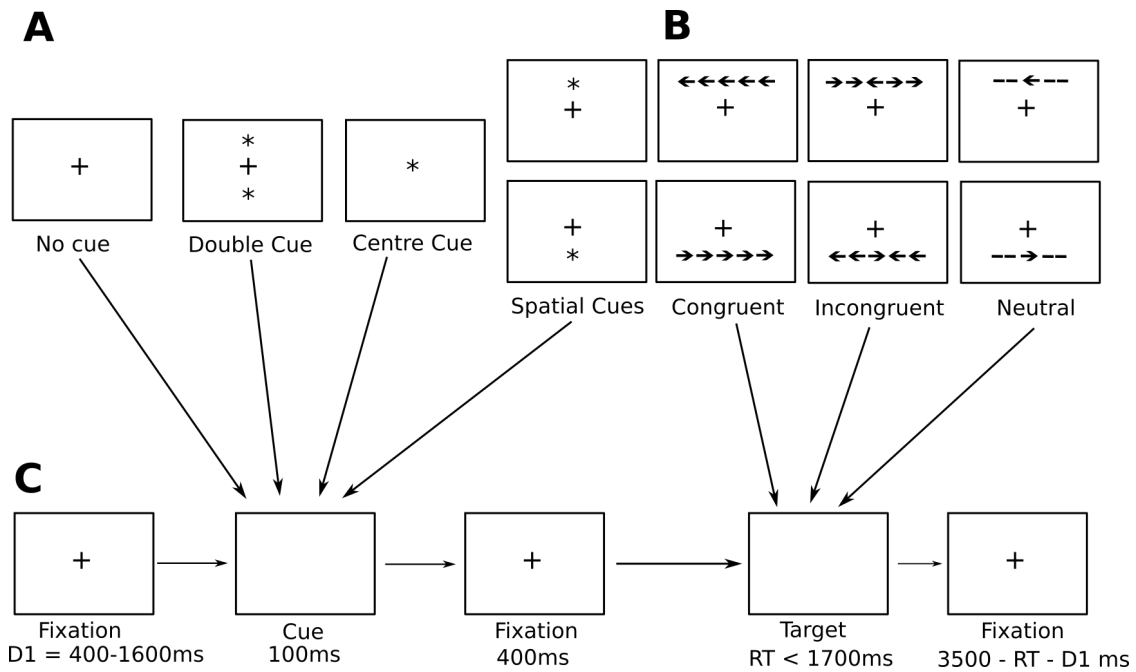 A
B
+
*
+
*
*
*
+
+
*
←←←←←
+
→→←→→
+
——←——
+
+
→→→→→
+
←←→←←
+
——→——
No cue
Double Cue
Centre Cue
Spatial Cues
Congruent
Incongruent
Neutral
C
+
+
+
Fixation
D1 = 400-1600ms
Cue
100ms
Fixation
400ms
Target
RT < 1700ms
Fixation
3500 - RT - D1 ms